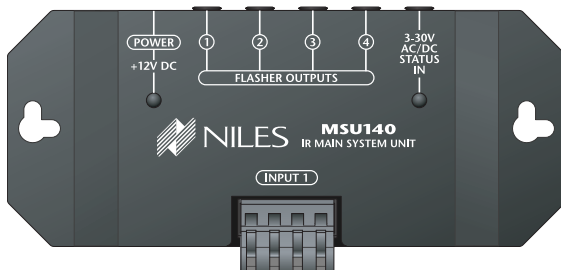 POWER
+12V DC
1 2 3 4
FLASHER OUTPUTS
3-30V
AC/DC
STATUS
IN
NILES MSU140
IR MAIN SYSTEM UNIT
INPUT 1